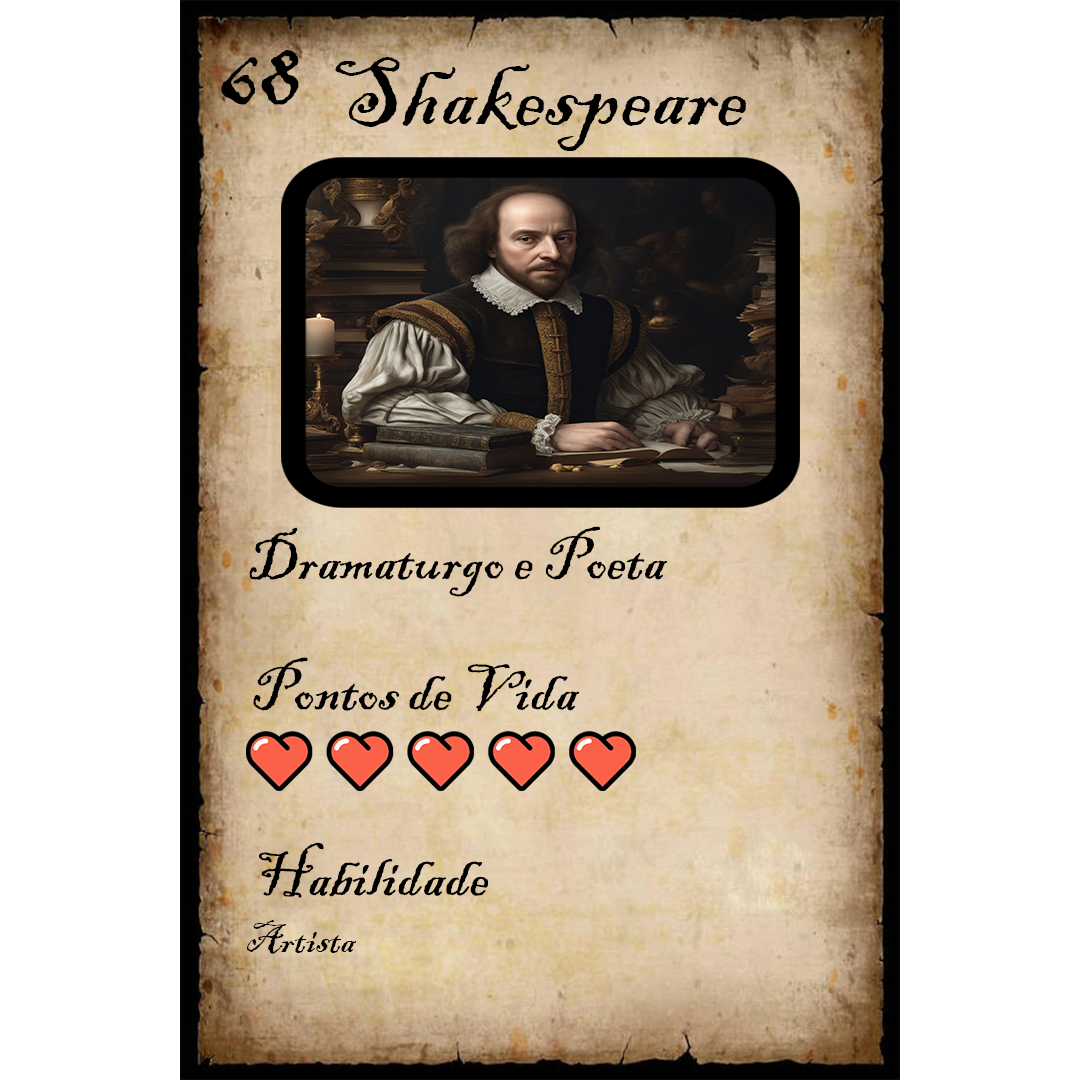 68 Shakespeare
Dramaturgo e Poeta
Pontos de Vida
Habilidade
Artista